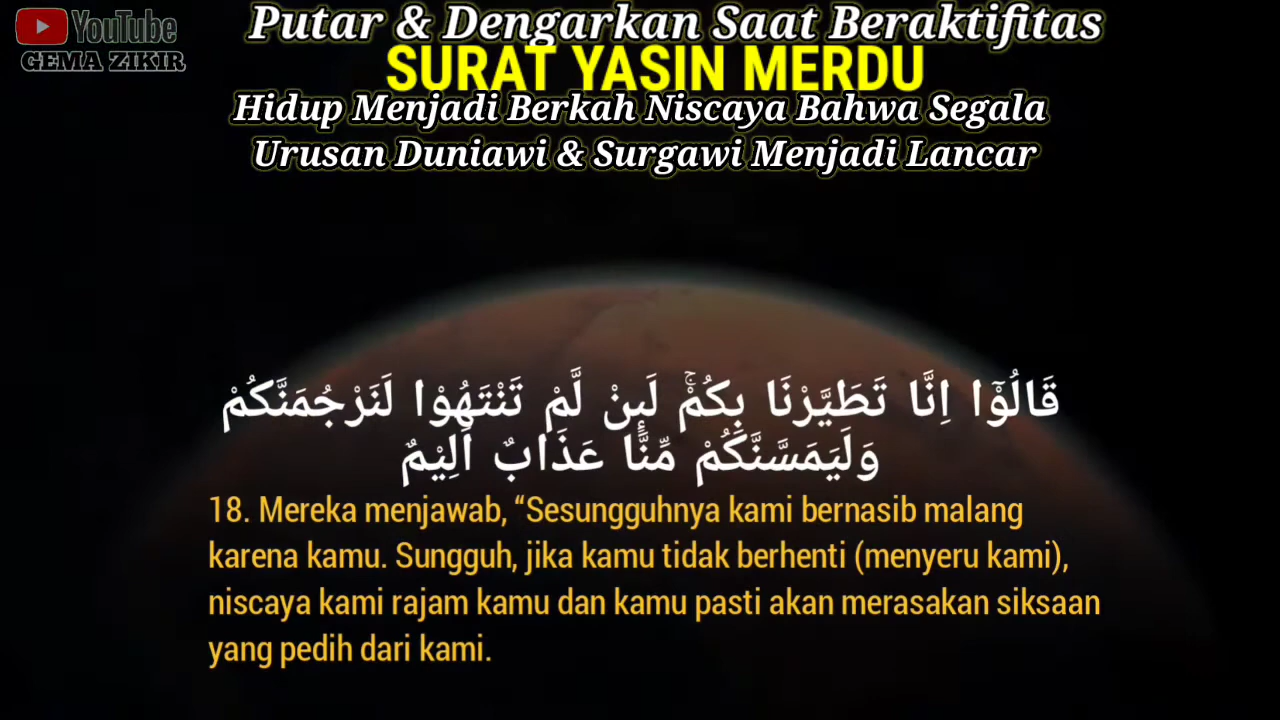 YouTube
GEMA ZIKIR
Putar & Dengarkan Saat Beraktifitas
SURAT YASIN MERDU
Hidup Menjadi Berkah Niscaya Bahwa Segala
Urusan Duniawi & Surgawi Menjadi Lancar
قَالُوْٓا اِنَّا تَطَيَّرْنَا بِكُمْۚ لَىِٕنْ لَّمْ تَنْتَهُوْا لَنَرْجُمَنَّكُمْ
وَلَيَمَسَّنَّكُمْ مِّنَّا عَذَابٌ اَلِيْمٌ
18. Mereka menjawab, “Sesungguhnya kami bernasib malang
karena kamu. Sungguh, jika kamu tidak berhenti (menyeru kami),
niscaya kami rajam kamu dan kamu pasti akan merasakan siksaan
yang pedih dari kami.